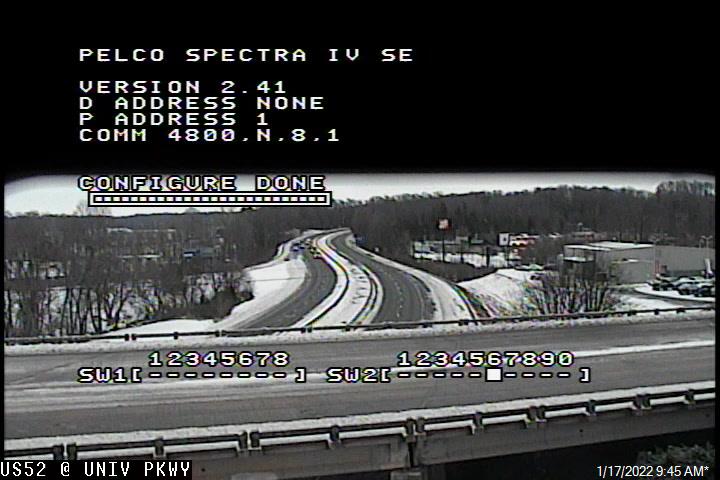 PELCO SPECTRA IV SE
VERSION 2.41
D ADDRESS NONE
P ADDRESS 1
COMM 4800,N,8,1
CONFIGURE DONE
12345678 1234567890
SW1[--------] SW2[-----■----]
US52 @ UNIV PKWY
1/17/2022 9:45 AM*